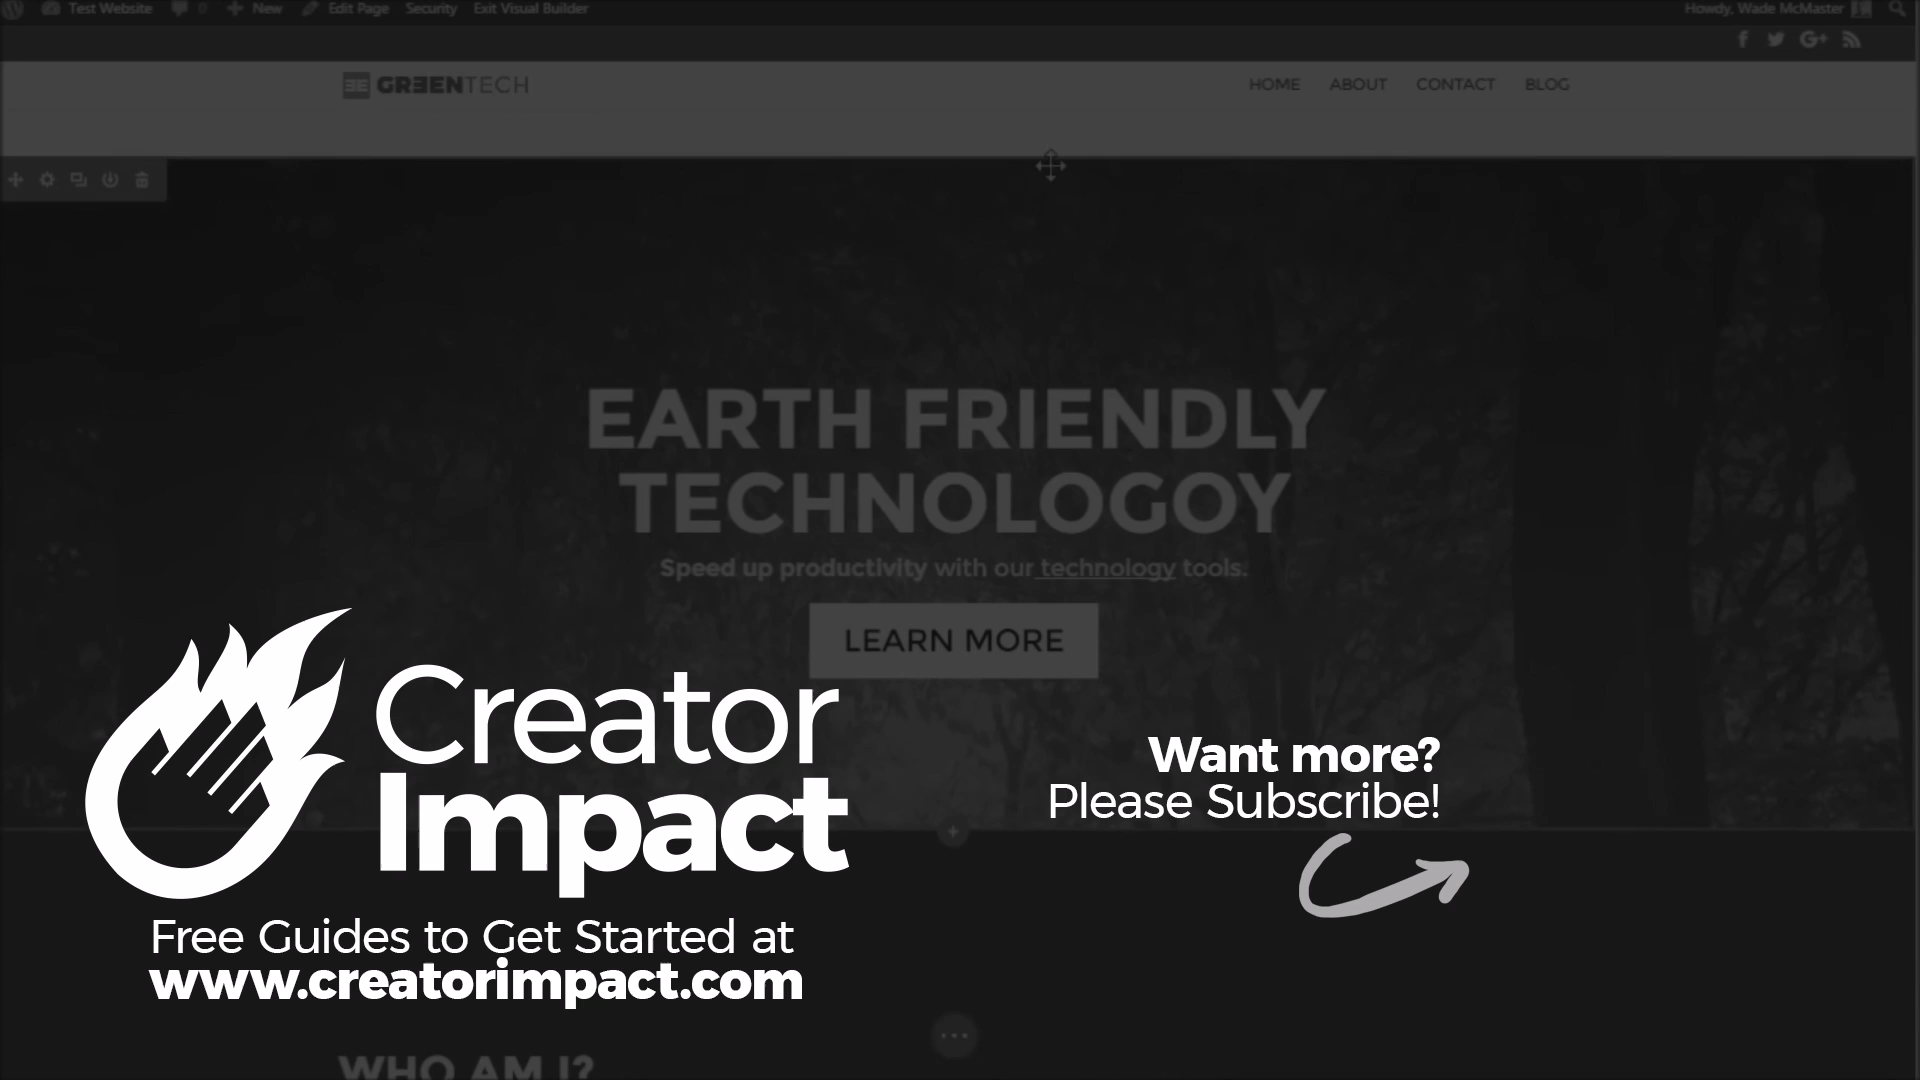 Test Website 0 New Edit Page Security Exit Visual Builder Howdy, Wade McMaster
GREENTECH HOME ABOUT CONTACT BLOG
EARTH FRIENDLY
TECHNOLOGOY
Speed up productivity with our technology tools.
LEARN MORE
Creator
Impact
Want more?
Please Subscribe!
Free Guides to Get Started at
www.creatorimpact.com
WHO AM I?